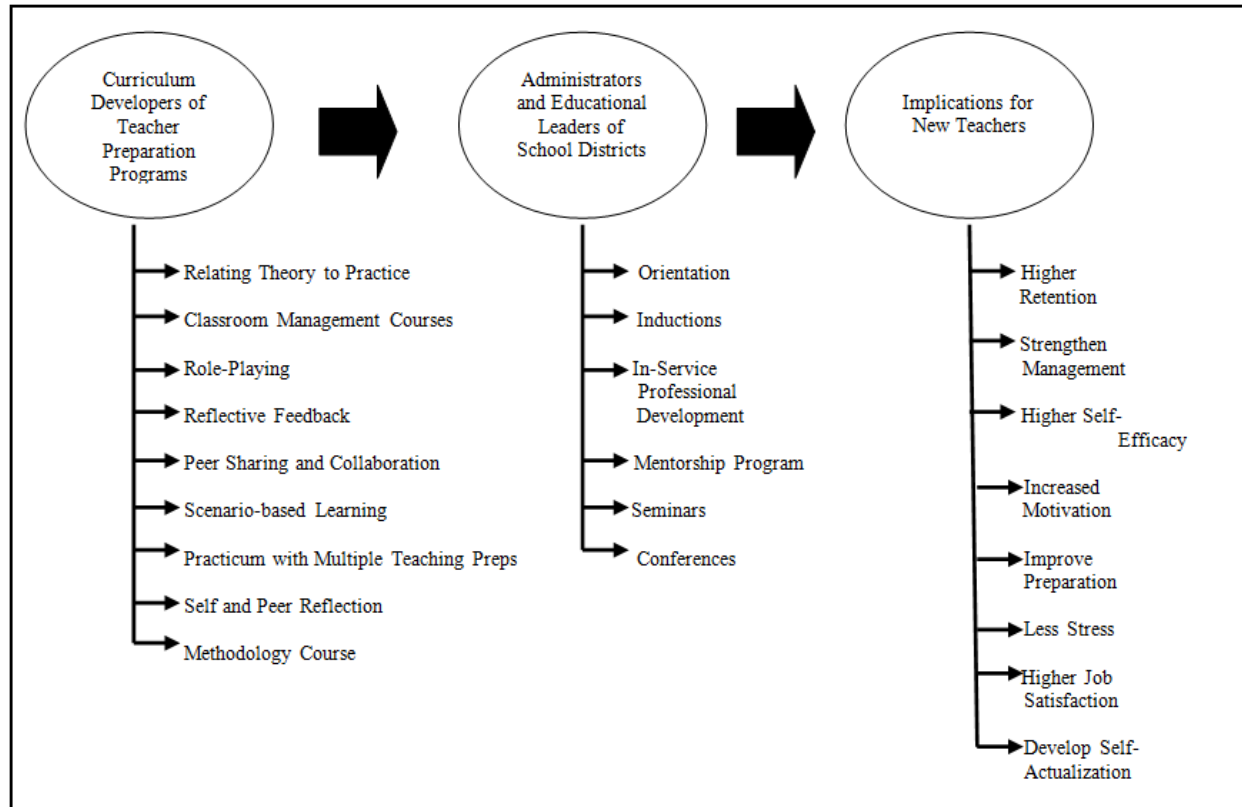 Curriculum
Developers of
Teacher
Preparation
Programs
Relating Theory to Practice
Classroom Management Courses
Role-Playing
Reflective Feedback
Peer Sharing and Collaboration
Scenario-based Learning
Practicum with Multiple Teaching Preps
Self and Peer Reflection
Methodology Course
Administrators
and Educational
Leaders of
School Districts
Orientation
Inductions
In-Service
Professional
Development
Mentorship Program
Seminars
Conferences
Implications for
New Teachers
Higher
Retention
Strengthen
Management
Higher Self-
Efficacy
Increased
Motivation
Improve
Preparation
Less Stress
Higher Job
Satisfaction
Develop Self-
Actualization